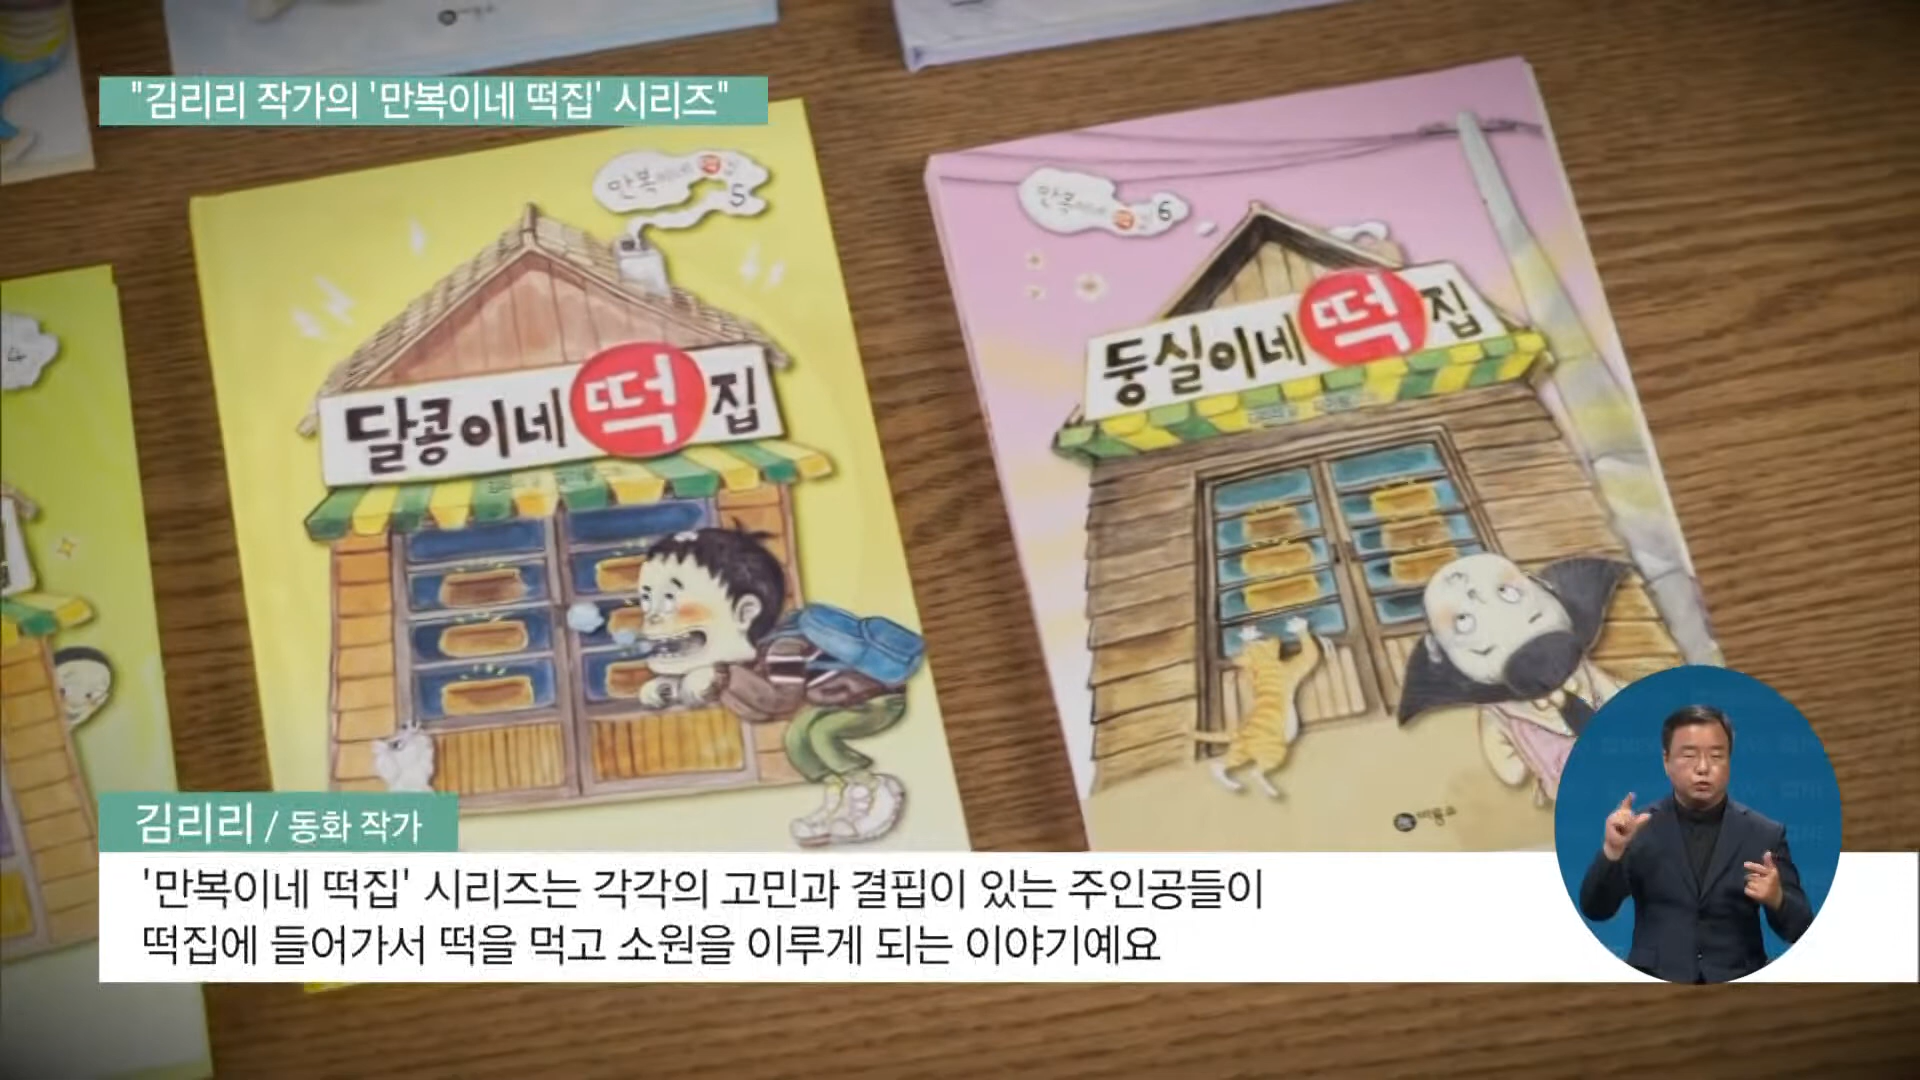 "김리리 작가의 '만복이네 떡집' 시리즈"
만복이네 떡집 5
달콩이네 떡집
만복이네 떡집 6
둥실이네 떡집
비룡소
4
김리리 / 동화 작가
'만복이네 떡집' 시리즈는 각각의 고민과 결핍이 있는 주인공들이
떡집에 들어가서 떡을 먹고 소원을 이루게 되는 이야기예요